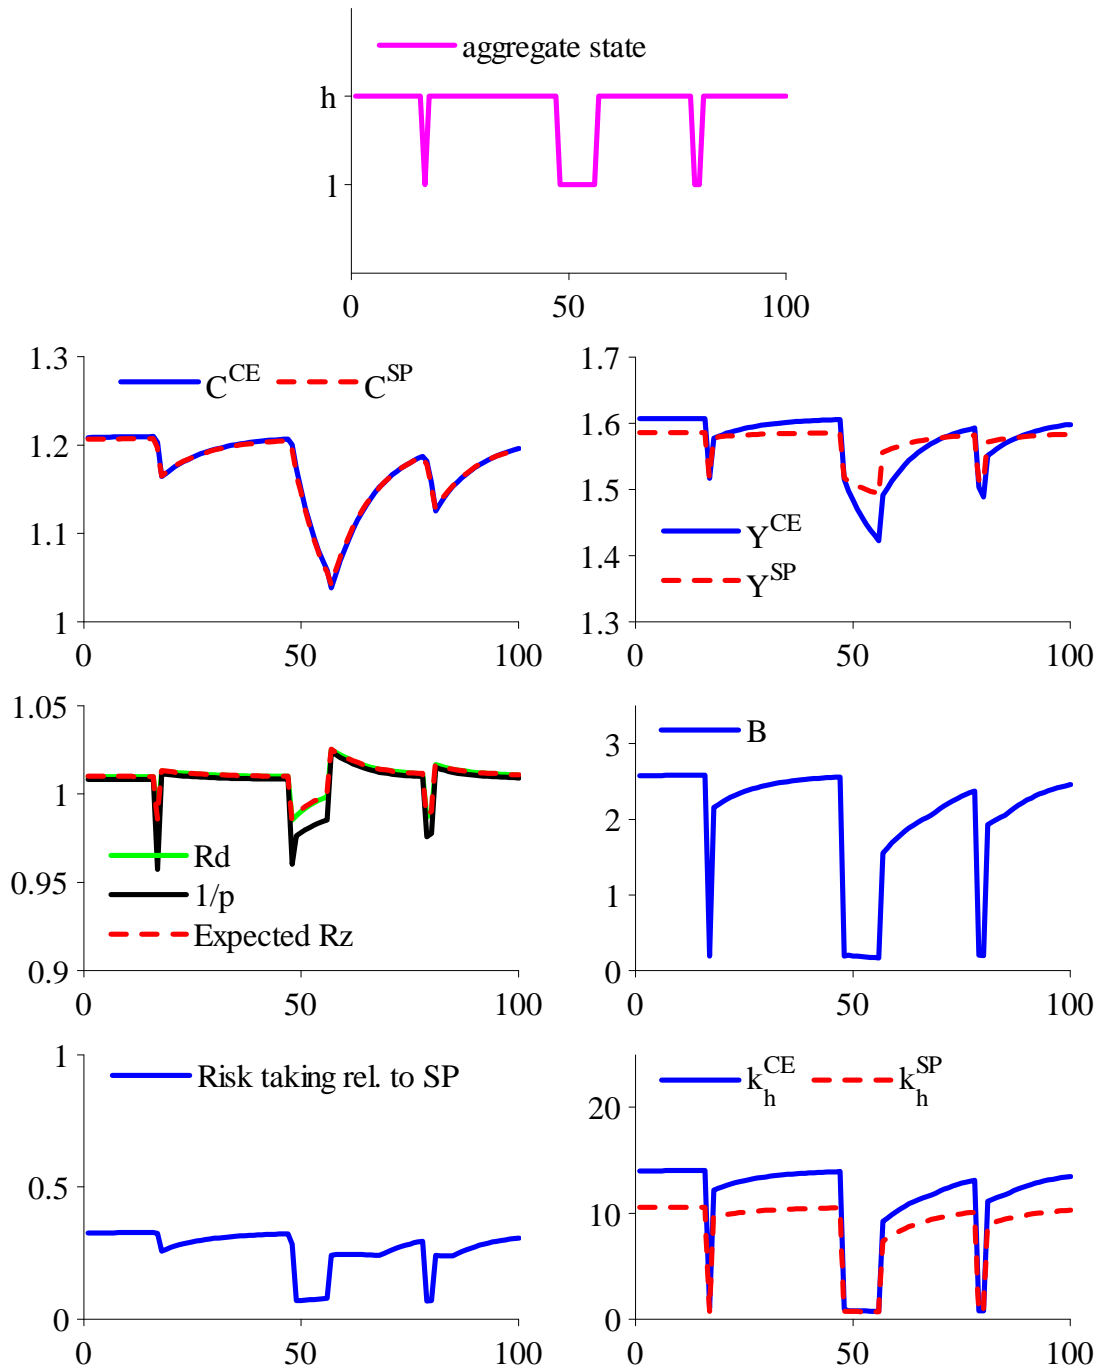 aggregate state
h
l
0 50 100
1.3
C^CE C^SP
1.2
1.1
1
0 50 100
1.7
1.6
1.5
Y^CE
1.4
Y^SP
1.3
0 50 100
1.05
1
Rd
0.95
1/p
Expected Rz
0.9
0 50 100
3
B
2
1
0
0 50 100
1
Risk taking rel. to SP
0.5
0
0 50 100
k_h^CE k_h^SP
20
10
0
0 50 100